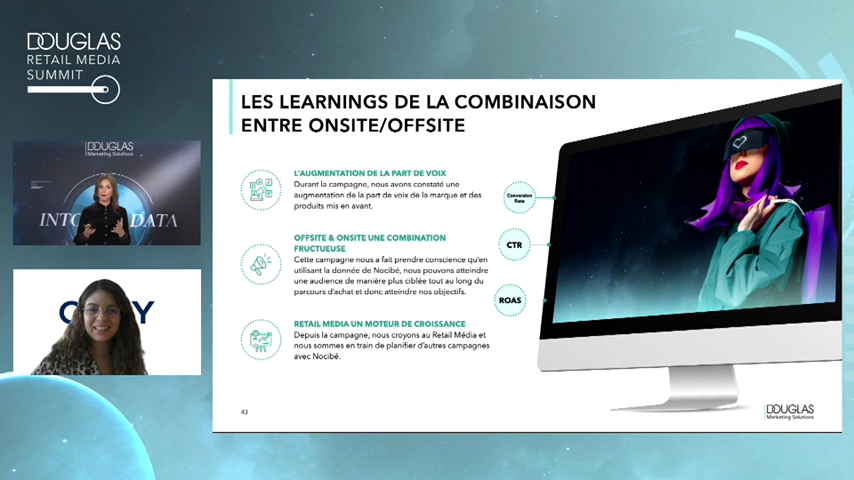 DOUGLAS
RETAIL MEDIA
SUMMIT
DOUGLAS
Marketing Solutions
INTO
DATA
C
Y
LES LEARNINGS DE LA COMBINAISON
ENTRE ONSITE/OFFSITE
L'AUGMENTATION DE LA PART DE VOIX
Durant la campagne, nous avons constaté une
augmentation de la part de voix de la marque et des
produits mis en avant.
OFFSITE & ONSITE UNE COMBINATION
FRUCTUEUSE
Cette campagne nous a fait prendre conscience qu'en
utilisant la donnée de Nocibé, nous pouvons atteindre
une audience de manière plus ciblée tout au long du
parcours d'achat et donc atteindre nos objectifs.
RETAIL MEDIA UN MOTEUR DE CROISSANCE
Depuis la campagne, nous croyons au Retail Média et
nous sommes en train de planifier d'autres campagnes
avec Nocibé.
Conversion
Rate
CTR
ROAS
42
DOUGLAS
Marketing Solutions